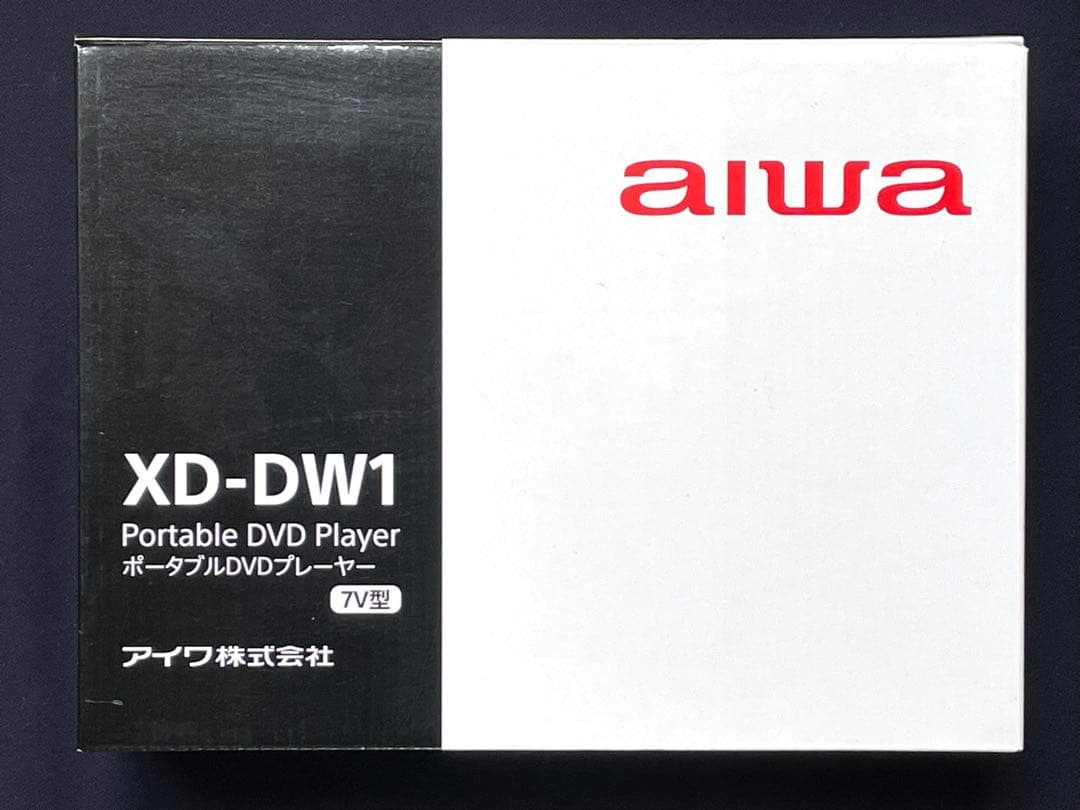 aiwa
XD-DW1
Portable DVD Player
ポータブルDVDプレーヤー
7V型
アイワ株式会社